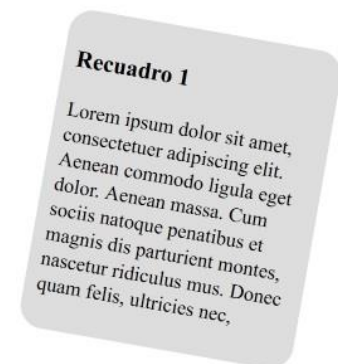 Recuadro 1
Lorem ipsum dolor sit amet,
consectetuer adipiscing elit.
Aenean commodo ligula eget
dolor. Aenean massa. Cum
sociis natoque penatibus et
magnis dis parturient montes,
nascetur ridiculus mus. Donec
quam felis, ultricies nec,